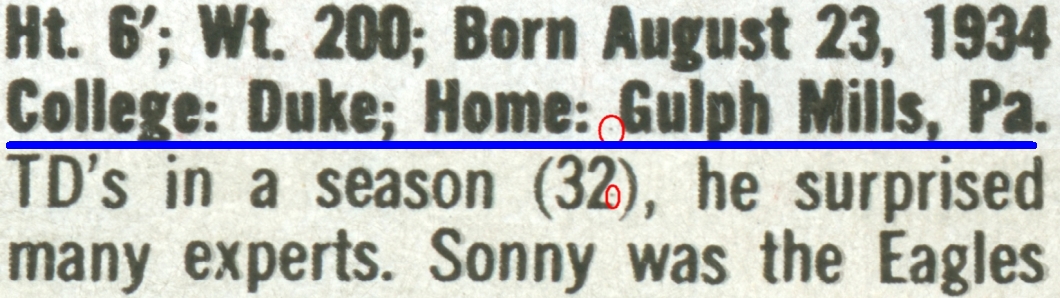 Ht. 6'; Wt. 200; Born August 23, 1934
College: Duke; Home: Gulph Mills, Pa.
TD's in a season (32), he surprised
many experts. Sonny was the Eagles